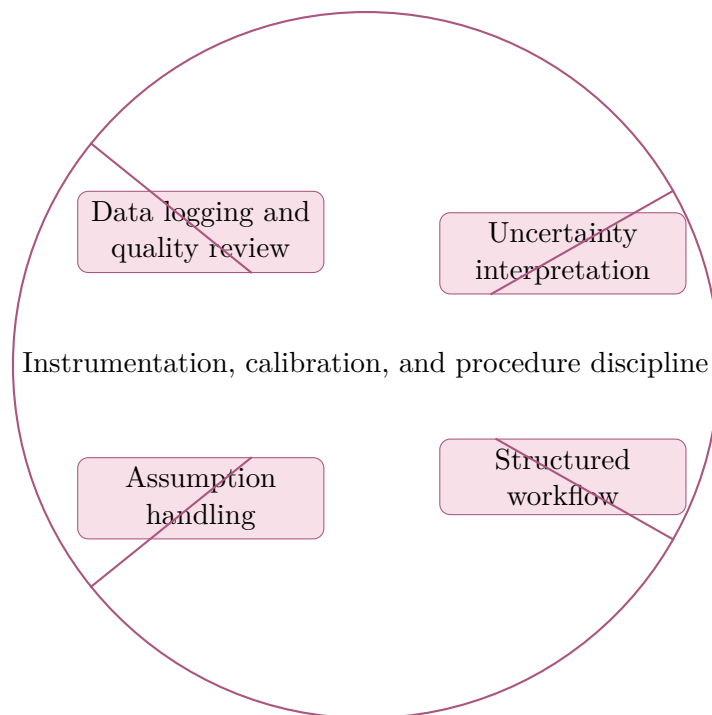 Data logging and
quality review
Uncertainty
interpretation
Instrumentation, calibration, and procedure discipline
Assumption
handling
Structured
workflow